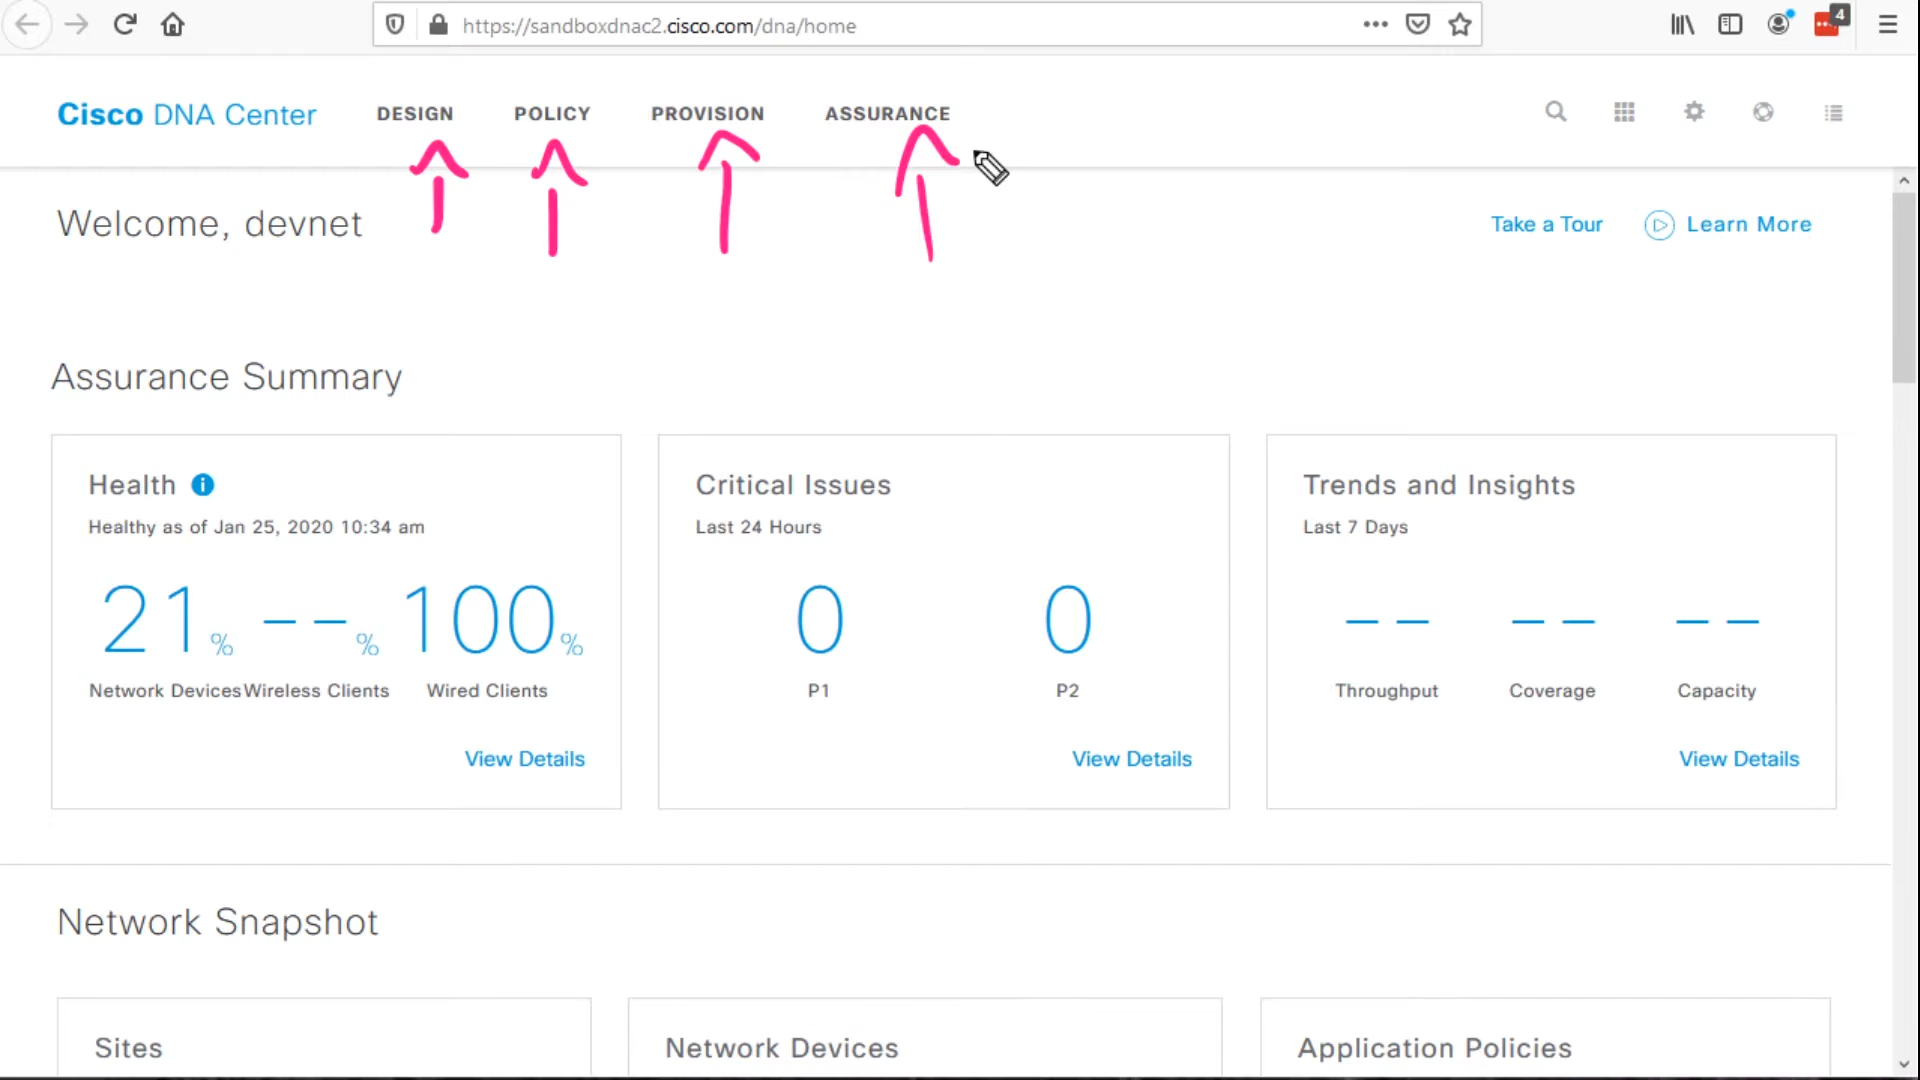 https://sandboxdnac2.cisco.com/dna/home
4
Cisco DNA Center DESIGN POLICY PROVISION ASSURANCE
Welcome, devnet
Take a Tour Learn More
Assurance Summary
Health
Healthy as of Jan 25, 2020 10:34 am
21% --% 100%
Network Devices Wireless Clients Wired Clients
View Details
Critical Issues
Last 24 Hours
0 0
P1 P2
View Details
Trends and Insights
Last 7 Days
-- -- --
Throughput Coverage Capacity
View Details
Network Snapshot
Sites
Network Devices
Application Policies